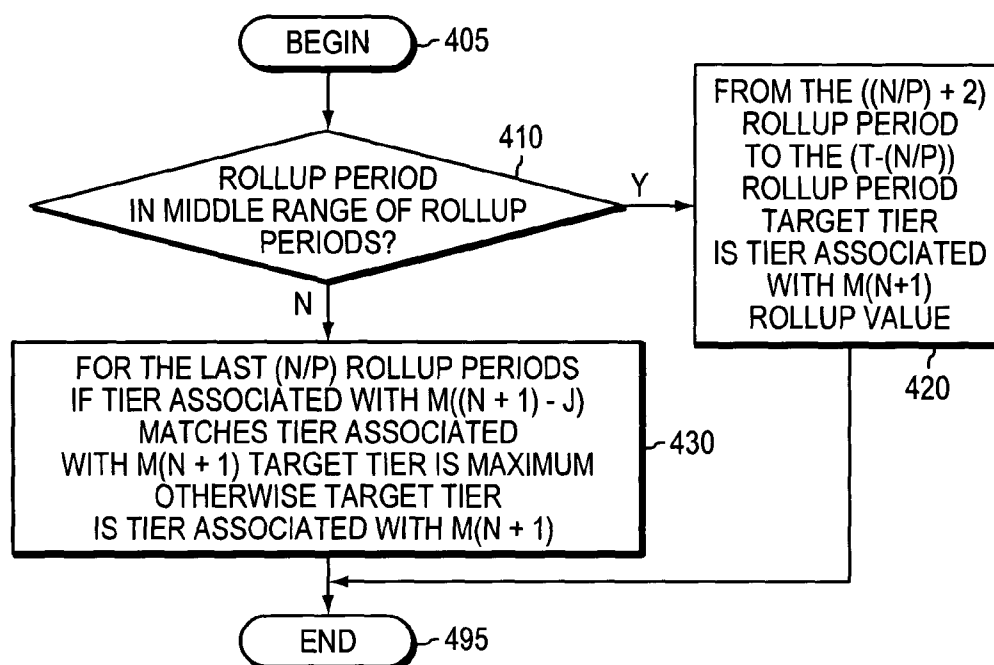 BEGIN
405
410
ROLLUP PERIOD
IN MIDDLE RANGE OF ROLLUP
PERIODS?
Y
N
FROM THE ((N/P) + 2)
ROLLUP PERIOD
TO THE (T-(N/P))
ROLLUP PERIOD
TARGET TIER
IS TIER ASSOCIATED
WITH M(N+1)
ROLLUP VALUE
420
FOR THE LAST (N/P) ROLLUP PERIODS
IF TIER ASSOCIATED WITH M((N + 1) - J)
MATCHES TIER ASSOCIATED
WITH M(N + 1) TARGET TIER IS MAXIMUM
OTHERWISE TARGET TIER
IS TIER ASSOCIATED WITH M(N + 1)
430
END
495